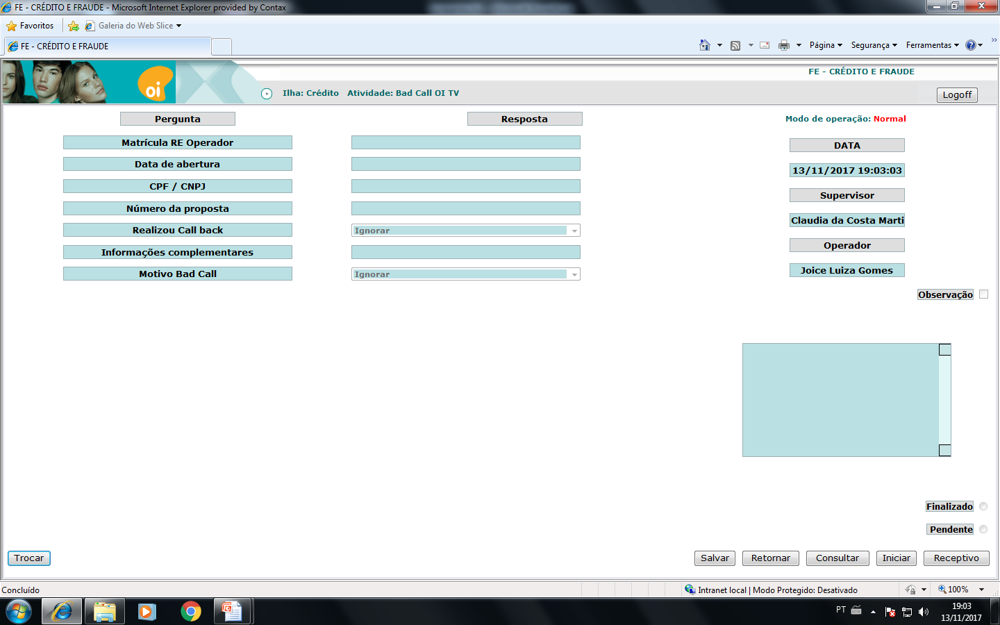 FE - CRÉDITO E FRAUDE - Microsoft Internet Explorer provided by Contax
Favoritos
Galeria do Web Slice
FE - CRÉDITO E FRAUDE
Página
Segurança
Ferramentas
»
oi
FE - CRÉDITO E FRAUDE
Ilha: Crédito Atividade: Bad Call OI TV
Logoff
Pergunta
Resposta
Modo de operação: Normal
Matrícula RE Operador
DATA
Data de abertura
13/11/2017 19:03:03
CPF / CNPJ
Supervisor
Número da proposta
Claudia da Costa Marti
Realizou Call back
Ignorar
Operador
Informações complementares
Joice Luiza Gomes
Motivo Bad Call
Ignorar
Observação
Finalizado
Pendente
Trocar
Salvar
Retornar
Consultar
Iniciar
Receptivo
Concluído
Intranet local | Modo Protegido: Desativado
100%
PT
19:03
13/11/2017